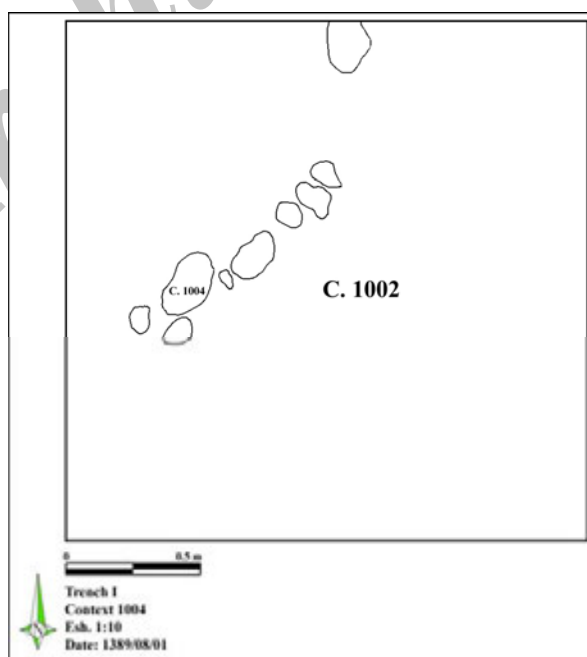 C. 1004
C. 1002
0 0.5 m
Trench I
Context 1004
Esh. 1:10
Date: 1389/08/01
N